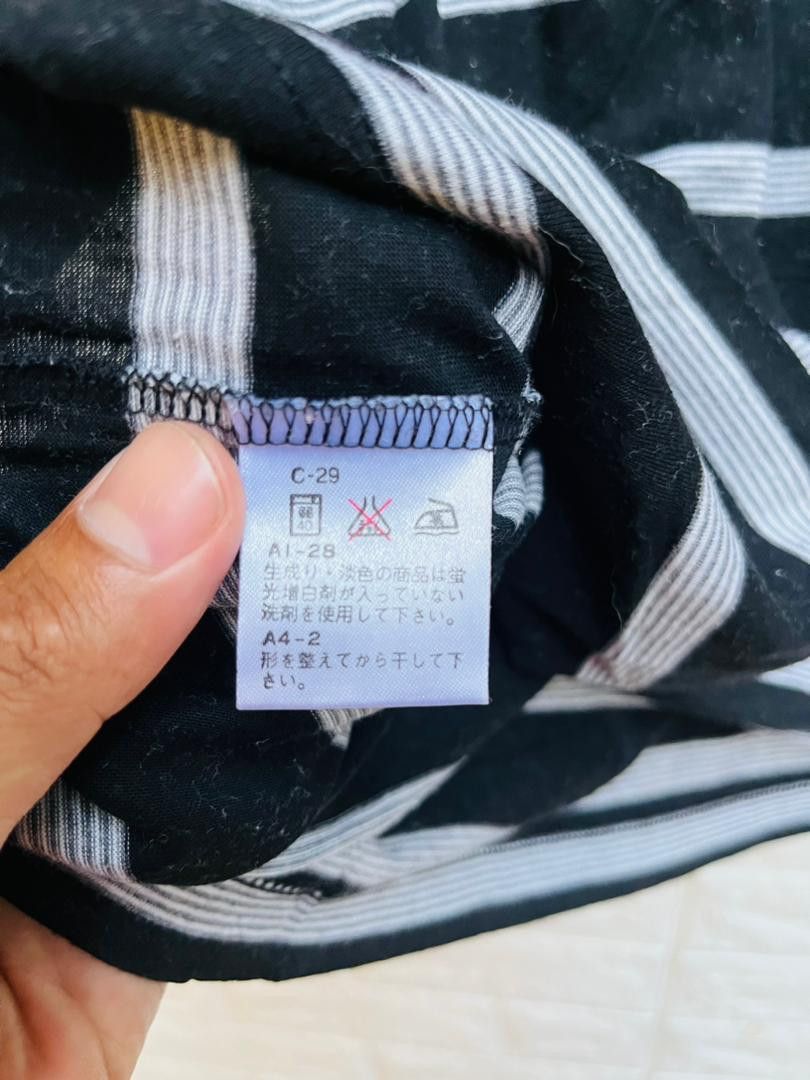 C-29
弱
40
A1-28
生成り・淡色の商品は蛍
光増白剤が入っていない
洗剤を使用して下さい。
A4-2
形を整えてから干して下
さい。